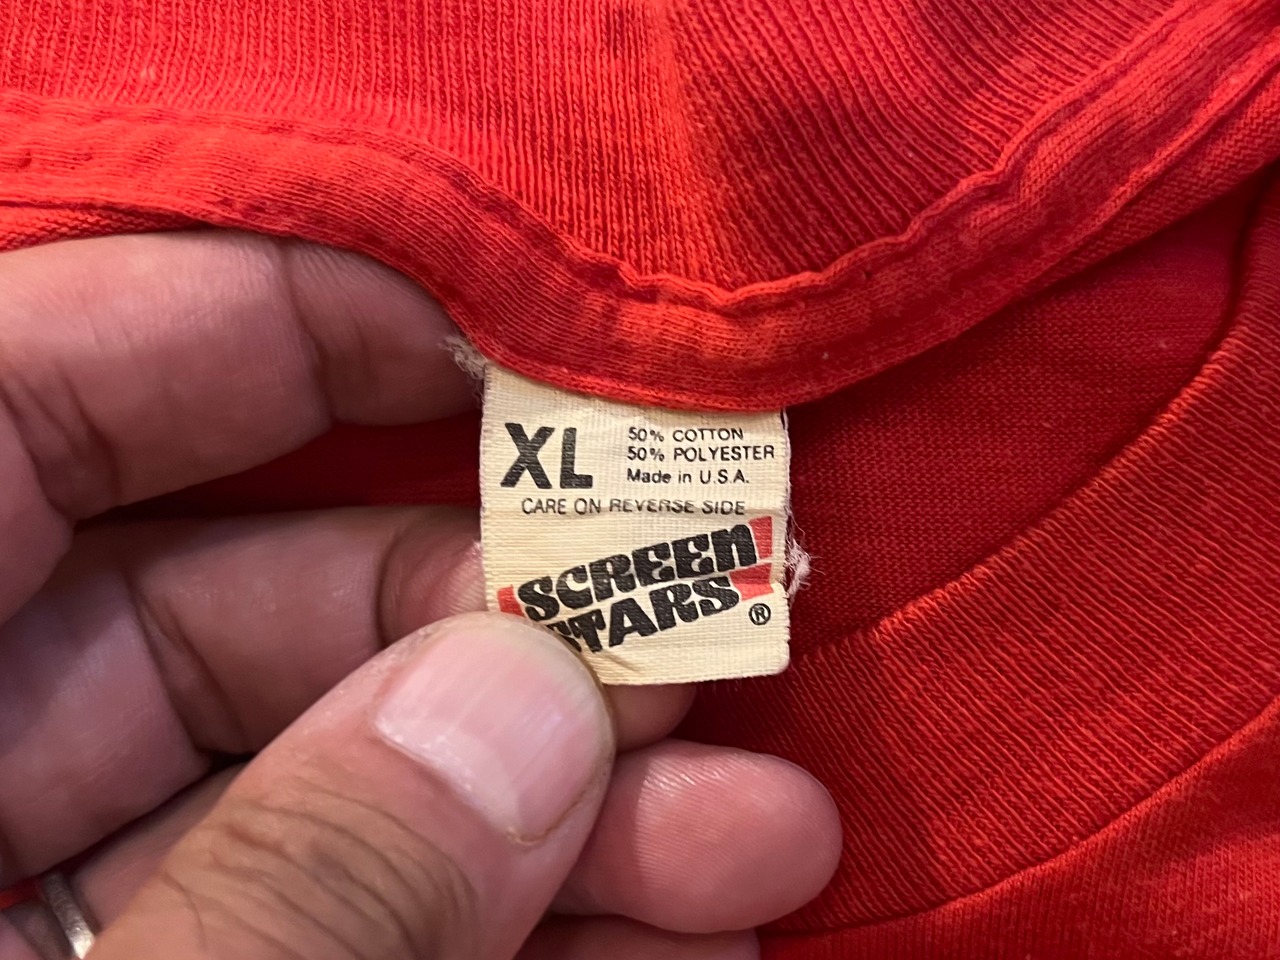 XL
50% COTTON
50% POLYESTER
Made in U.S.A.
CARE ON REVERSE SIDE
SCREEN
STARS
®